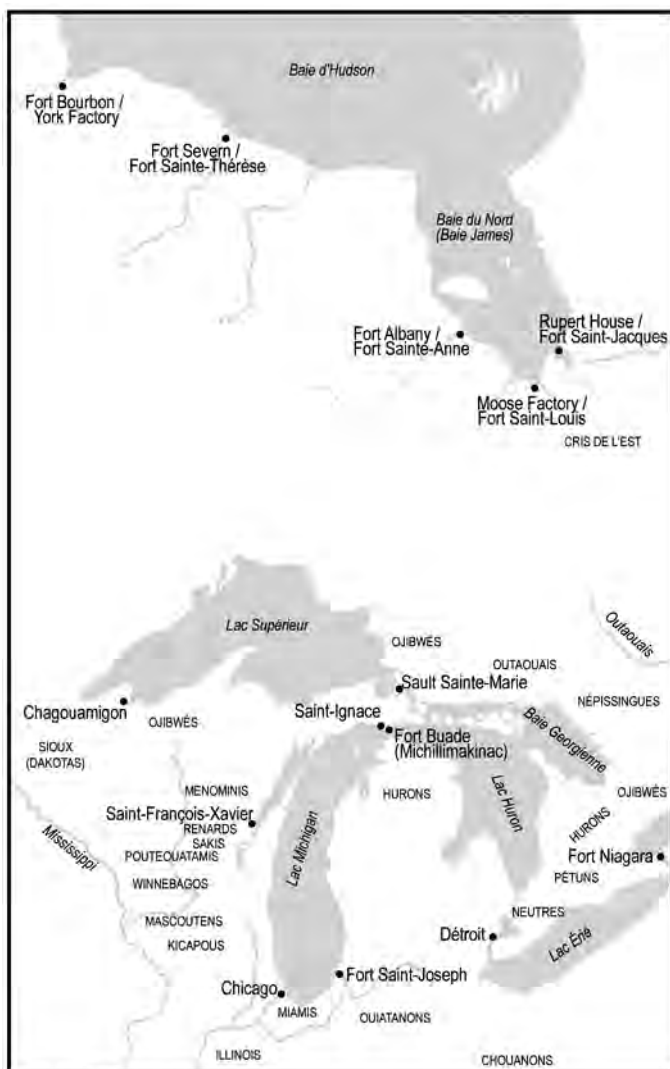 Baie d'Hudson
Fort Bourbon /
York Factory
Fort Severn /
Fort Sainte-Thérèse
Baie du Nord
(Baie James)
Fort Albany /
Fort Sainte-Anne
Rupert House /
Fort Saint-Jacques
Moose Factory /
Fort Saint-Louis
CRIS DE L'EST
Lac Supérieur
OJIBWÉS
Outaouais
OUTAOUAIS
Sault Sainte-Marie
NÉPISSINGUES
Chagouamigon
OJIBWÉS
Saint-Ignace
Baie Georgienne
Fort Buade
(Michillimakinac)
SIOUX
(DAKOTAS)
MENOMINIS
HURONS
Lac Huron
OJIBWÉS
Saint-François-Xavier
RENARDS
SAKIS
HURONS
Mississippi
POUTEOUATAMIS
Lac Michigan
Fort Niagara
PÉTUNS
WINNEBAGOS
NEUTRES
MASCOUTENS
Détroit
Lac Érié
KICAPOUS
Fort Saint-Joseph
Chicago
MIAMIS
OUIATANONS
ILLINOIS
CHOUANONS